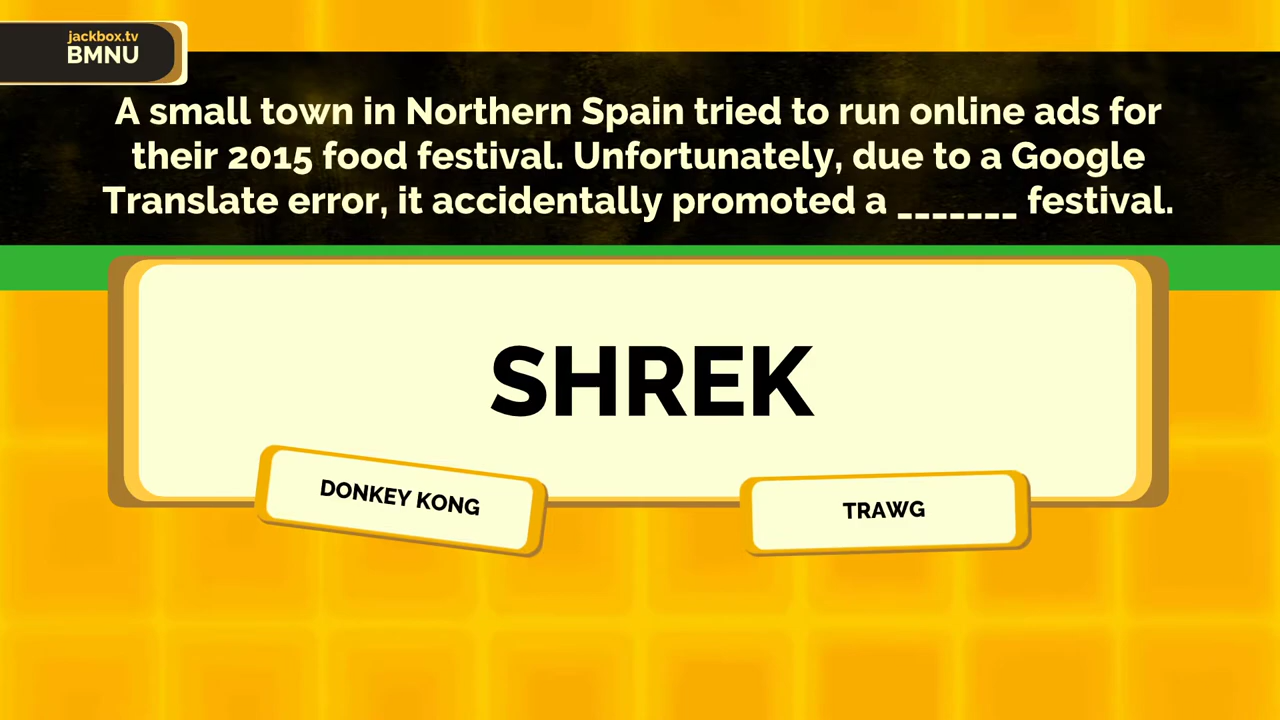 jackbox.tv
BMNU
A small town in Northern Spain tried to run online ads for
their 2015 food festival. Unfortunately, due to a Google
Translate error, it accidentally promoted a _______ festival.
SHREK
DONKEY KONG
TRAWG